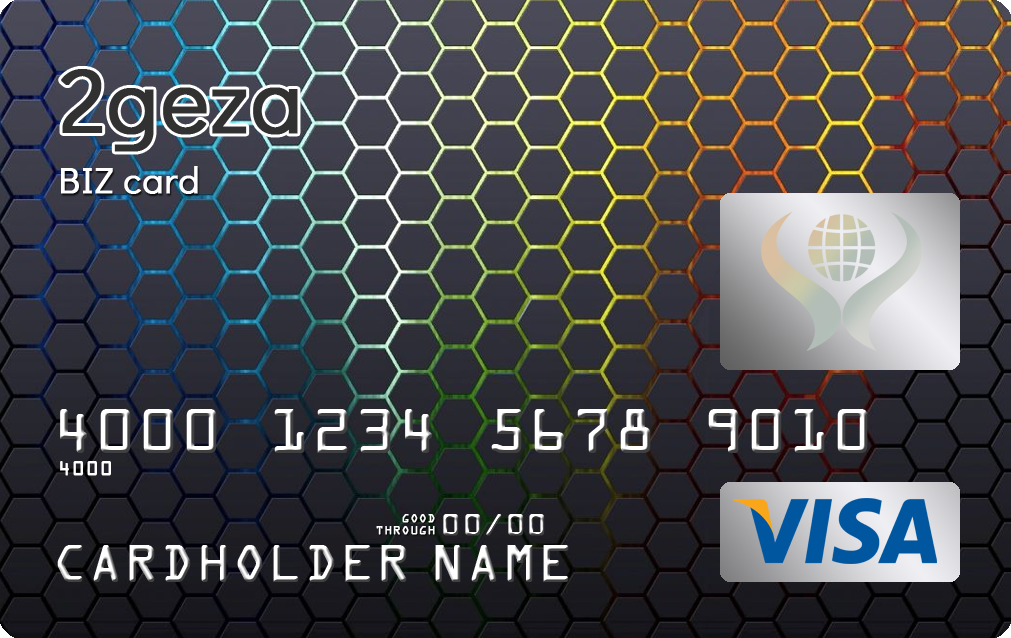 2geza
BIZ card
4000 1234 5678 9010
4000
GOOD THROUGH 00/00
CARDHOLDER NAME
VISA